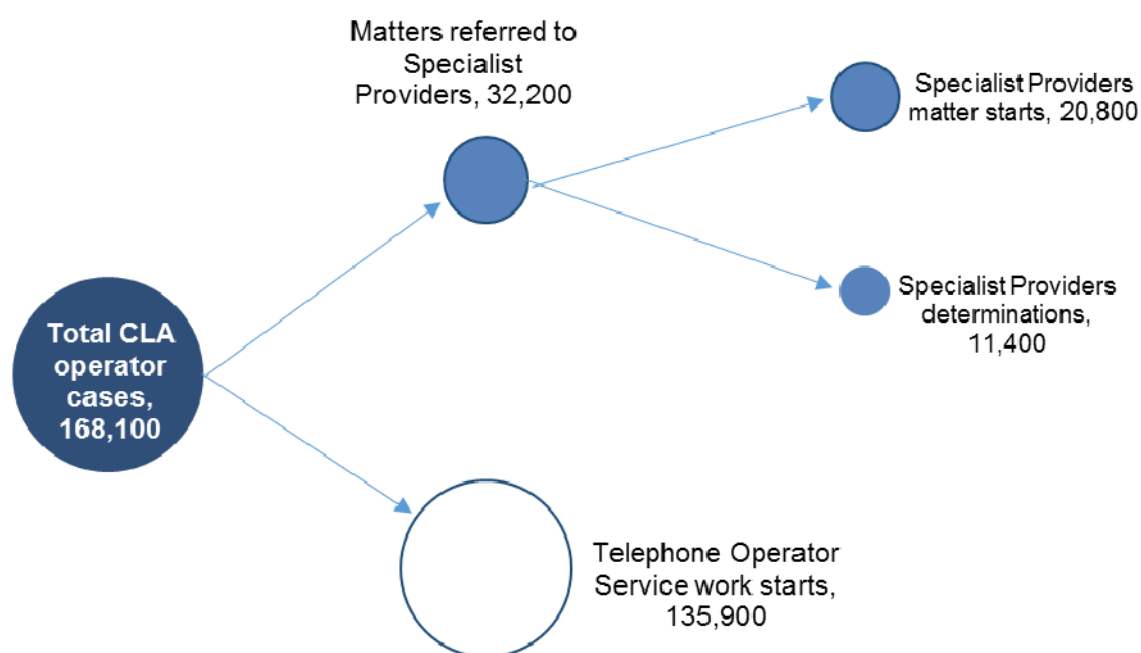 Matters referred to
Specialist
Providers, 32,200
Specialist Providers
matter starts, 20,800
Specialist Providers
determinations,
11,400
Total CLA
operator
cases,
168,100
Telephone Operator
Service work starts,
135,900